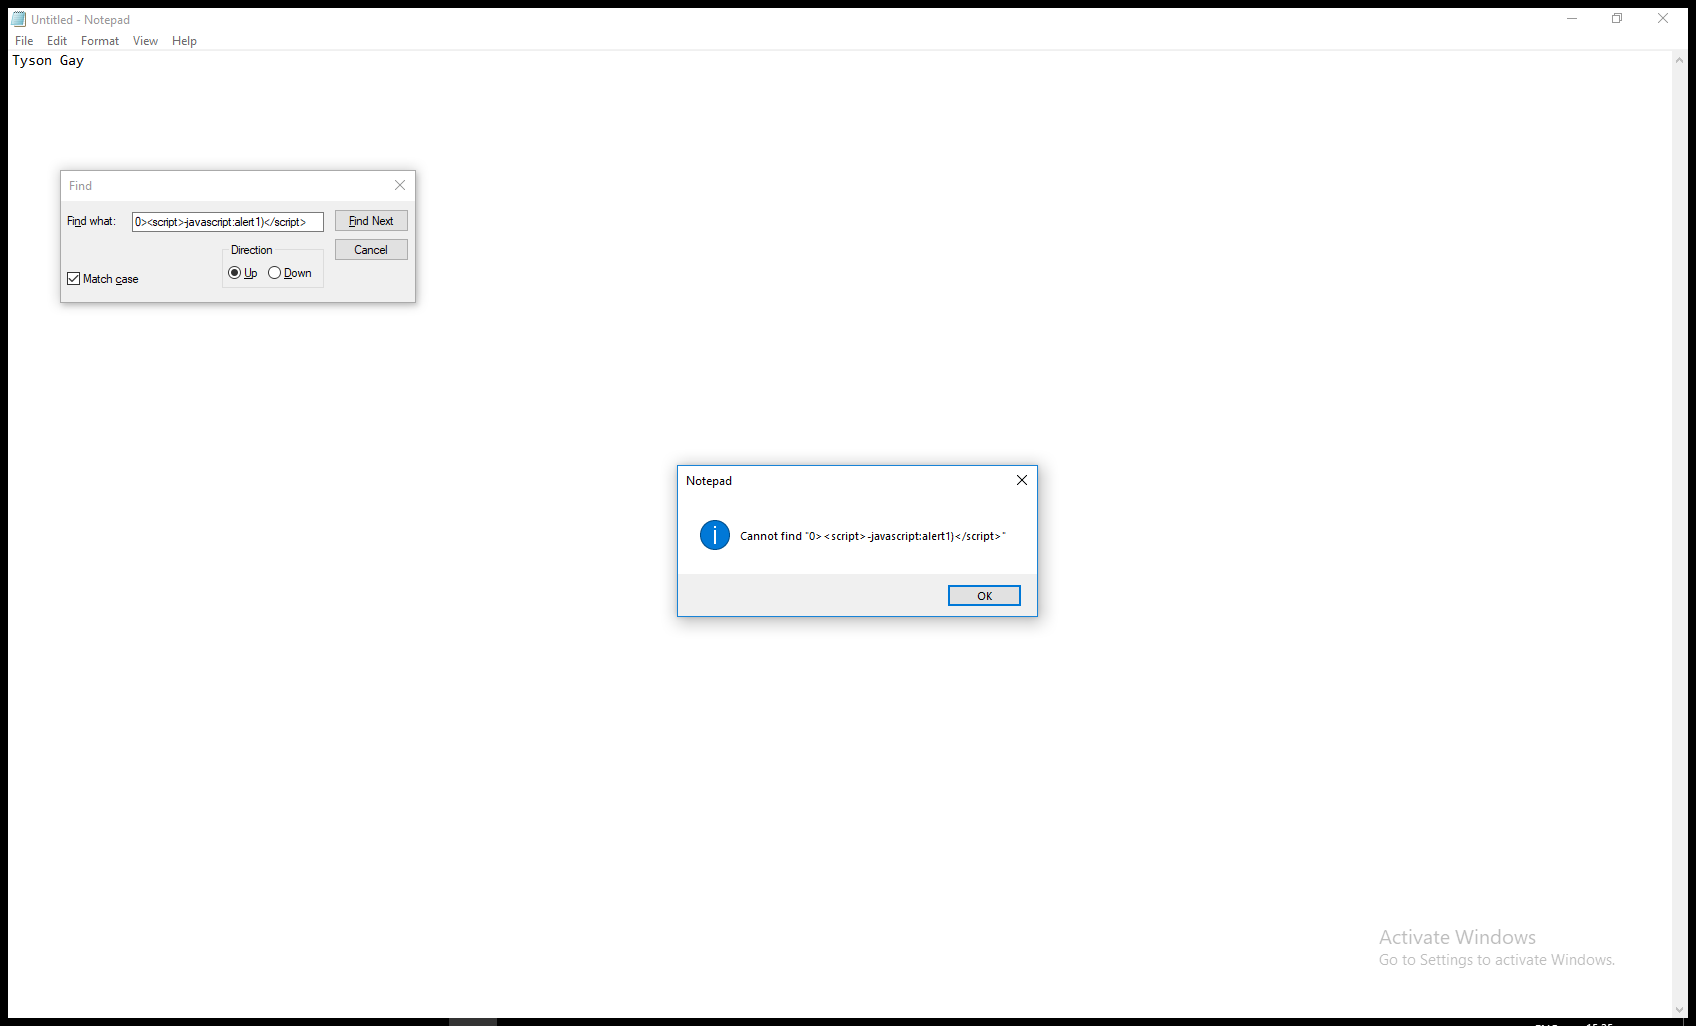 Untitled - Notepad
File Edit Format View Help
Tyson Gay
Find
Find what: 0><script>-javascript:alert1)</script> Find Next
Direction Cancel
Up Down
Match case
Notepad
Cannot find "0><script>-javascript:alert1)</script>"
OK
Activate Windows
Go to Settings to activate Windows.